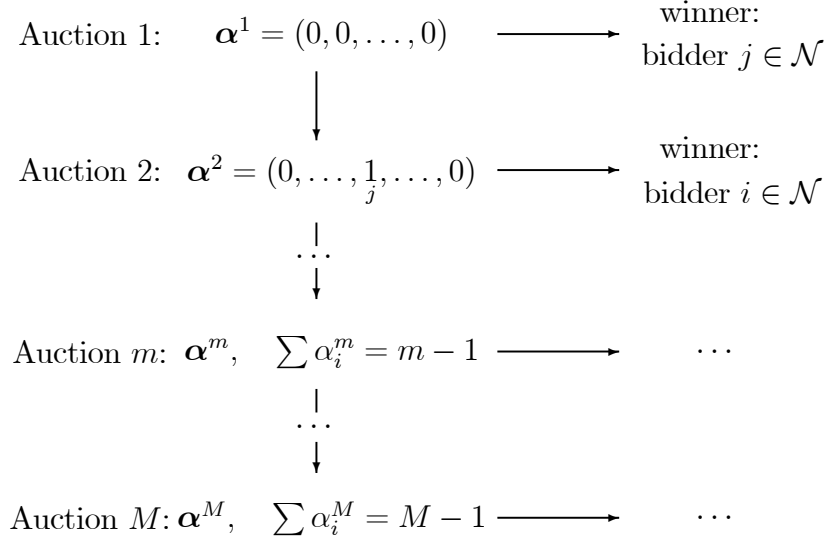 Auction 1: 𝜶¹ = (0, 0, . . . , 0) winner:
bidder j ∈ 𝒩
Auction 2: 𝜶² = (0, . . . , 1, . . . , 0) winner:
j
bidder i ∈ 𝒩
. . .
Auction m: 𝜶ᵐ, ∑ αᵢᵐ = m − 1 · · ·
. . .
Auction M: 𝜶ᴹ, ∑ αᵢᴹ = M − 1 · · ·